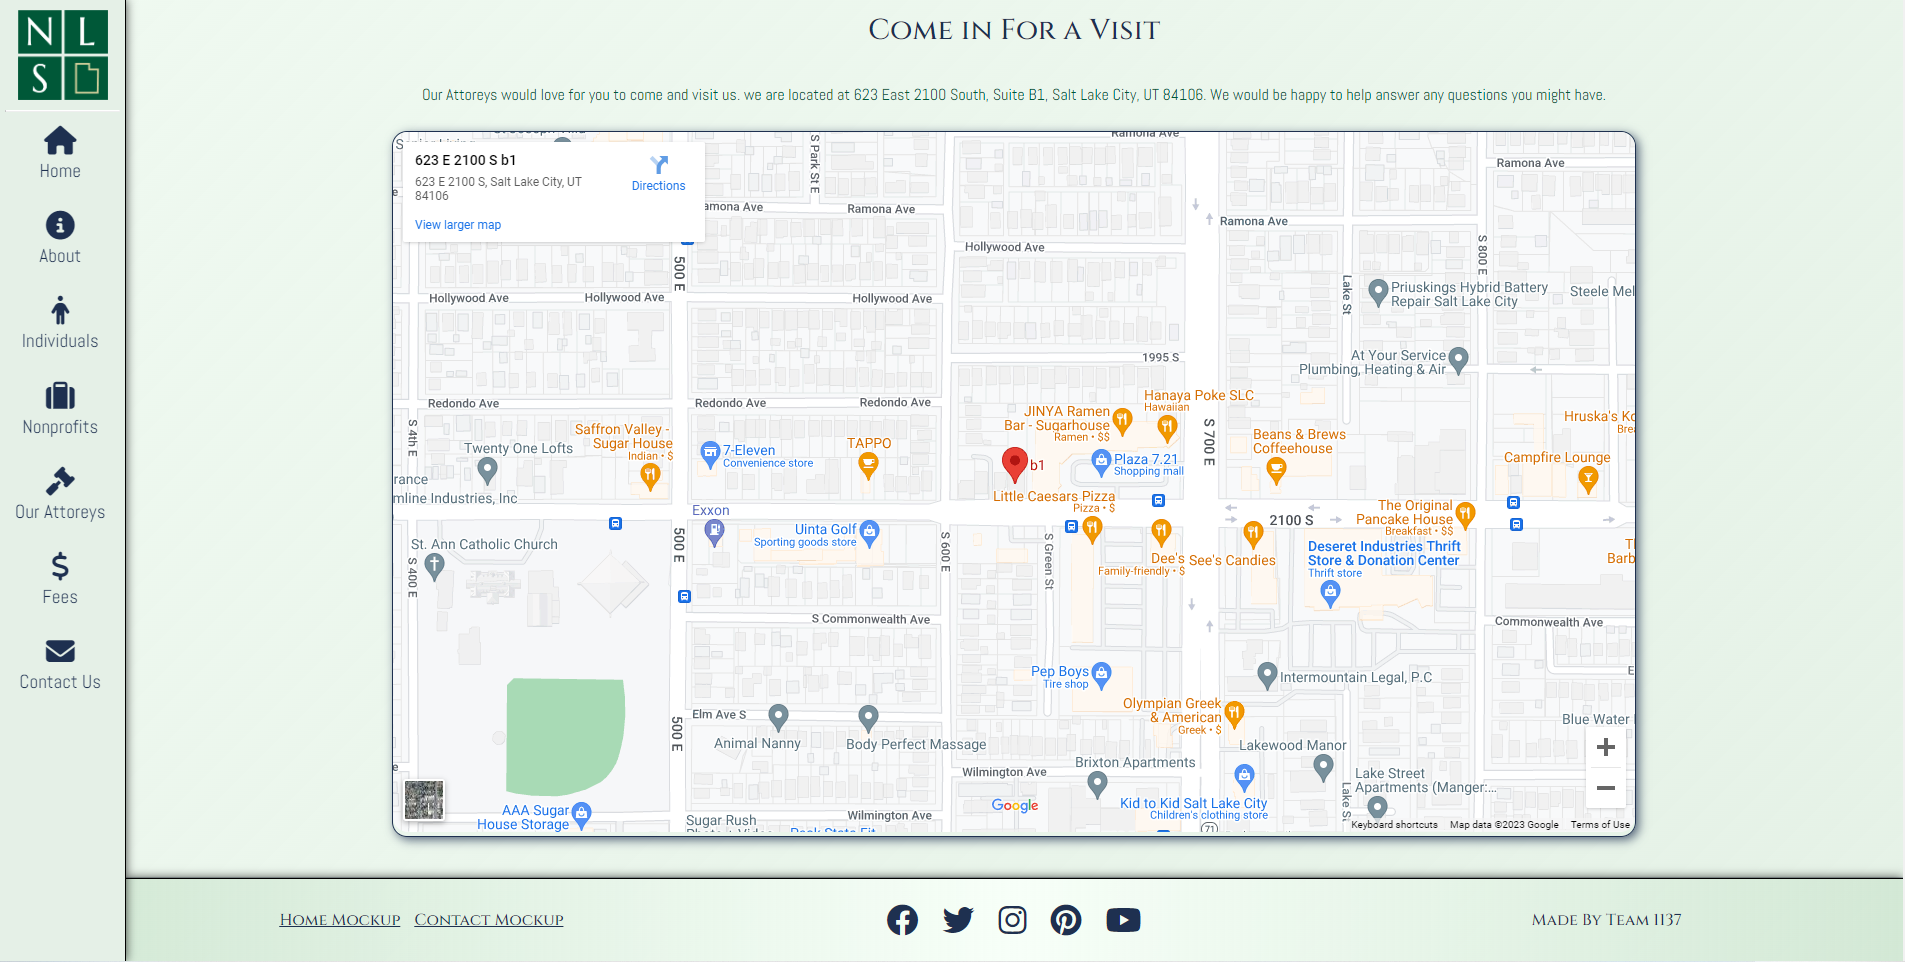 N L
S
Home
About
Individuals
Nonprofits
Our Attoreys
Fees
Contact Us
Come in For a Visit
Our Attoreys would love for you to come and visit us. we are located at 623 East 2100 South, Suite B1, Salt Lake City, UT 84106. We would be happy to help answer any questions you might have.
623 E 2100 S b1
623 E 2100 S, Salt Lake City, UT
84106
Directions
View larger map
S Park St E
Ramona Ave
Ramona Ave
Ramona Ave
Ramona Ave
Hollywood Ave
500 E
S 800 E
Lake St
Priuskings Hybrid Battery
Repair Salt Lake City
Steele Mel
Hollywood Ave
Hollywood Ave
Hollywood Ave
1995 S
At Your Service
Plumbing, Heating & Air
Redondo Ave
Redondo Ave
Redondo Ave
Hanaya Poke SLC
Hawaiian
JINYA Ramen
Bar - Sugarhouse
Ramen • $$
Hruska's Ko
Brea
S 4th E
Saffron Valley -
Sugar House
Indian • $
Twenty One Lofts
7-Eleven
Convenience store
TAPPO
b1
Plaza 7.21
Shopping mall
S 700 E
Beans & Brews
Coffeehouse
Campfire Lounge
rance
mline Industries, Inc
Little Caesars Pizza
Pizza • $
Exxon
Uinta Golf
Sporting goods store
2100 S
The Original
Pancake House
Breakfast • $$
St. Ann Catholic Church
S 400 E
500 E
S 600 E
S Green St
Dee's
Family-friendly • $
See's Candies
Deseret Industries Thrift
Store & Donation Center
Thrift store
Barb
S Commonwealth Ave
Commonwealth Ave
Pep Boys
Tire shop
Intermountain Legal, P.C
Olympian Greek
& American
Greek • $
Elm Ave S
500 E
Blue Water
Animal Nanny
Body Perfect Massage
Lakewood Manor
Brixton Apartments
Wilmington Ave
Lake Street
Apartments (Manger:...
Lake St
Kid to Kid Salt Lake City
Children's clothing store
AAA Sugar
House Storage
Sugar Rush
Wilmington Ave
Google
71
Keyboard shortcuts Map data ©2023 Google Terms of Use
Home Mockup Contact Mockup
Made By Team 1137